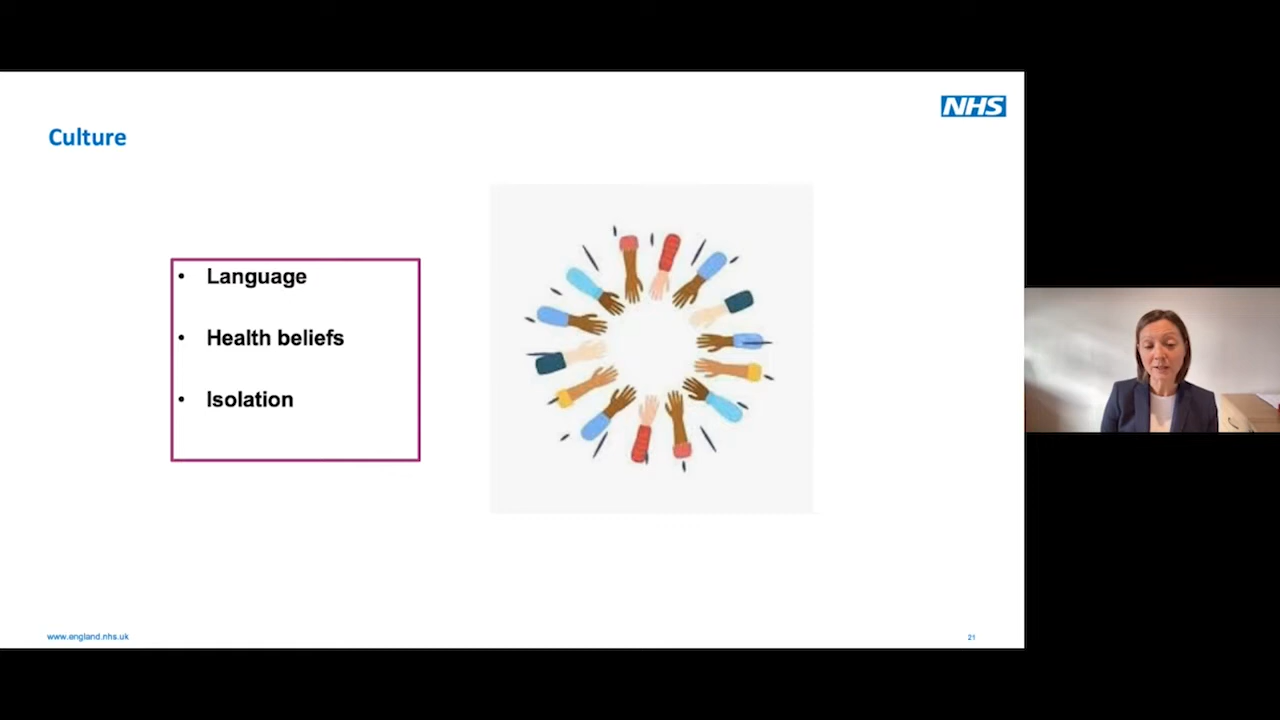 NHS
Culture
• Language
• Health beliefs
• Isolation
www.england.nhs.uk
21